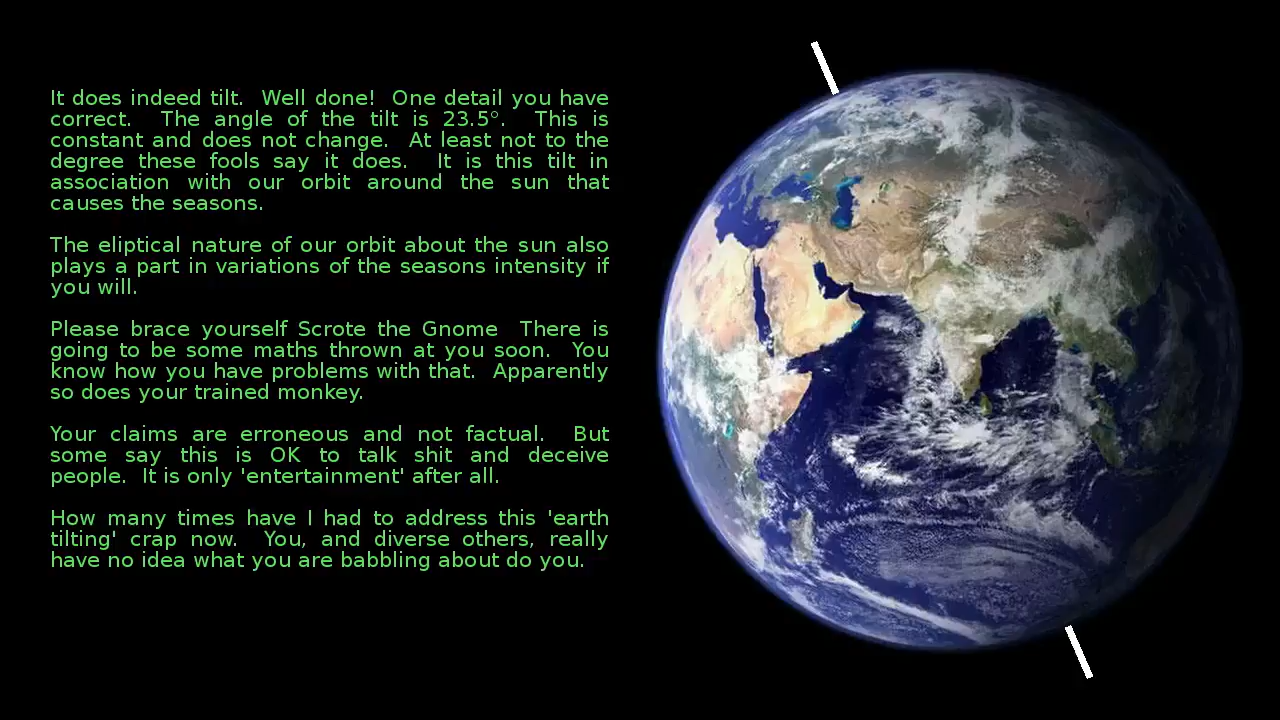 It does indeed tilt.  Well done!  One detail you have
correct.  The angle of the tilt is 23.5°.  This is
constant and does not change.  At least not to the
degree these fools say it does.  It is this tilt in
association with our orbit around the sun that
causes the seasons.
The eliptical nature of our orbit about the sun also
plays a part in variations of the seasons intensity if
you will.
Please brace yourself Scrote the Gnome  There is
going to be some maths thrown at you soon.  You
know how you have problems with that.  Apparently
so does your trained monkey.
Your claims are erroneous and not factual.  But
some say this is OK to talk shit and deceive
people.  It is only 'entertainment' after all.
How many times have I had to address this 'earth
tilting' crap now.  You, and diverse others, really
have no idea what you are babbling about do you.